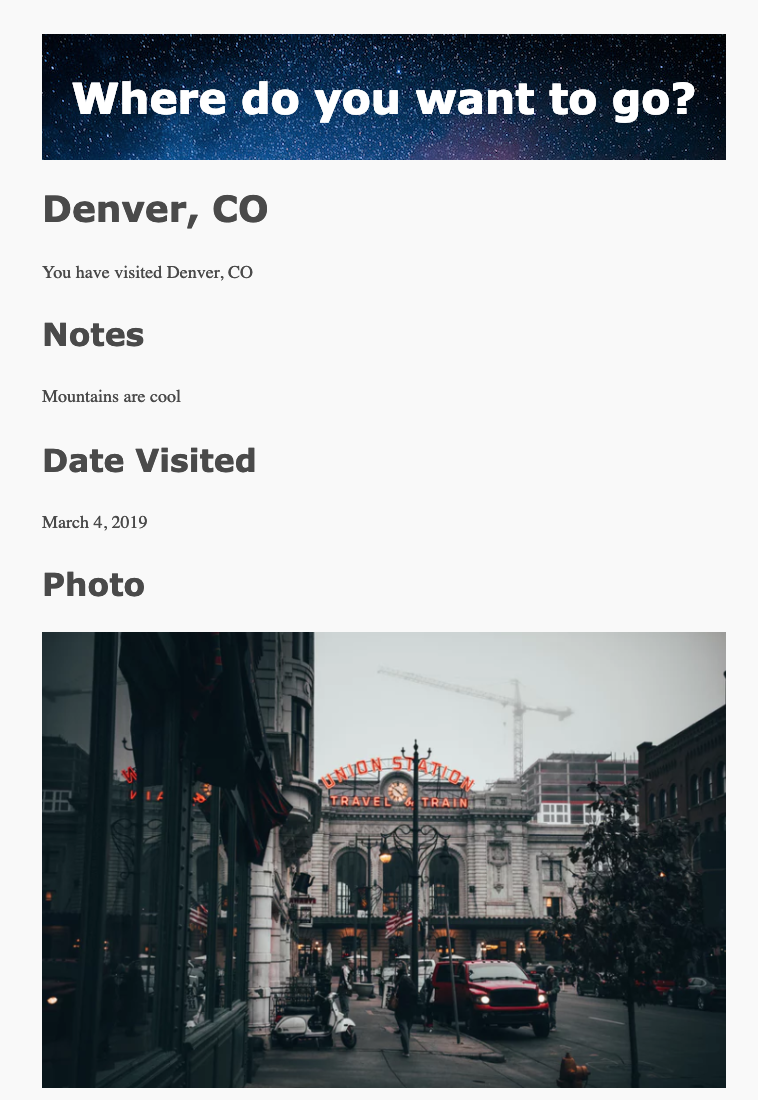 Where do you want to go?
Denver, CO
You have visited Denver, CO
Notes
Mountains are cool
Date Visited
March 4, 2019
Photo
UNION STATION
TRAVEL by TRAIN